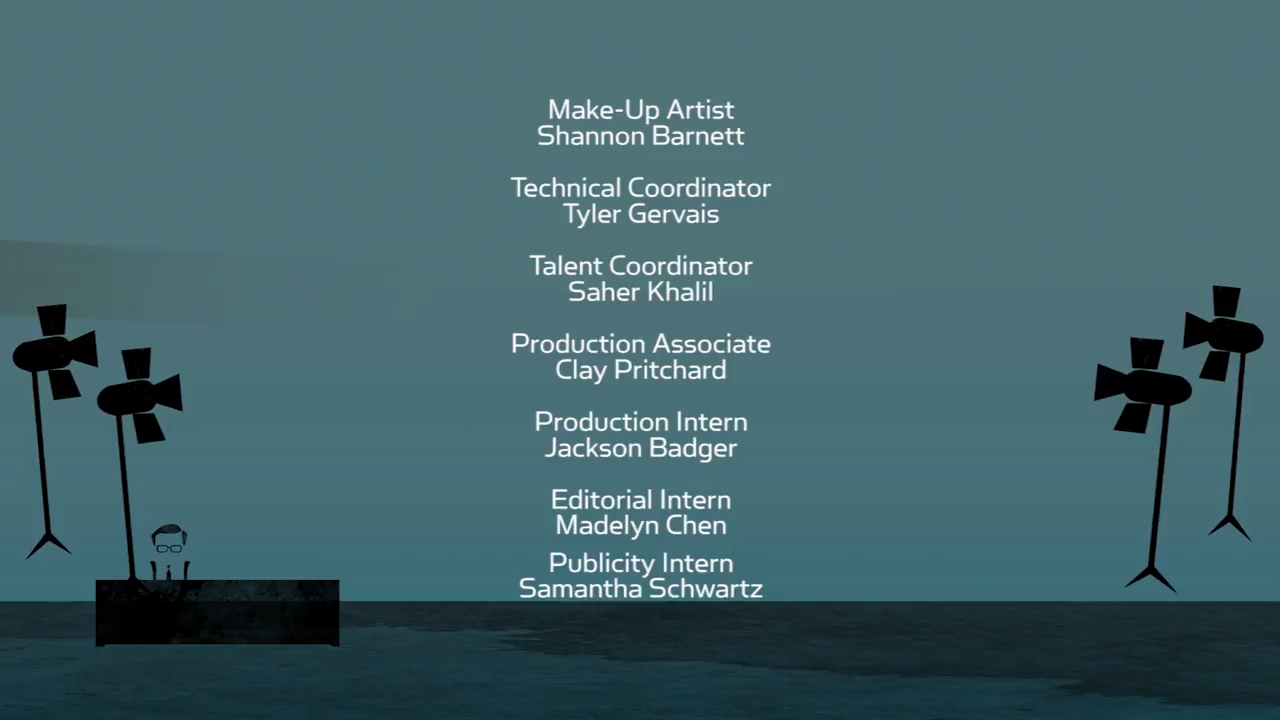 Make-Up Artist
Shannon Barnett
Technical Coordinator
Tyler Gervais
Talent Coordinator
Saher Khalil
Production Associate
Clay Pritchard
Production Intern
Jackson Badger
Editorial Intern
Madelyn Chen
Publicity Intern
Samantha Schwartz